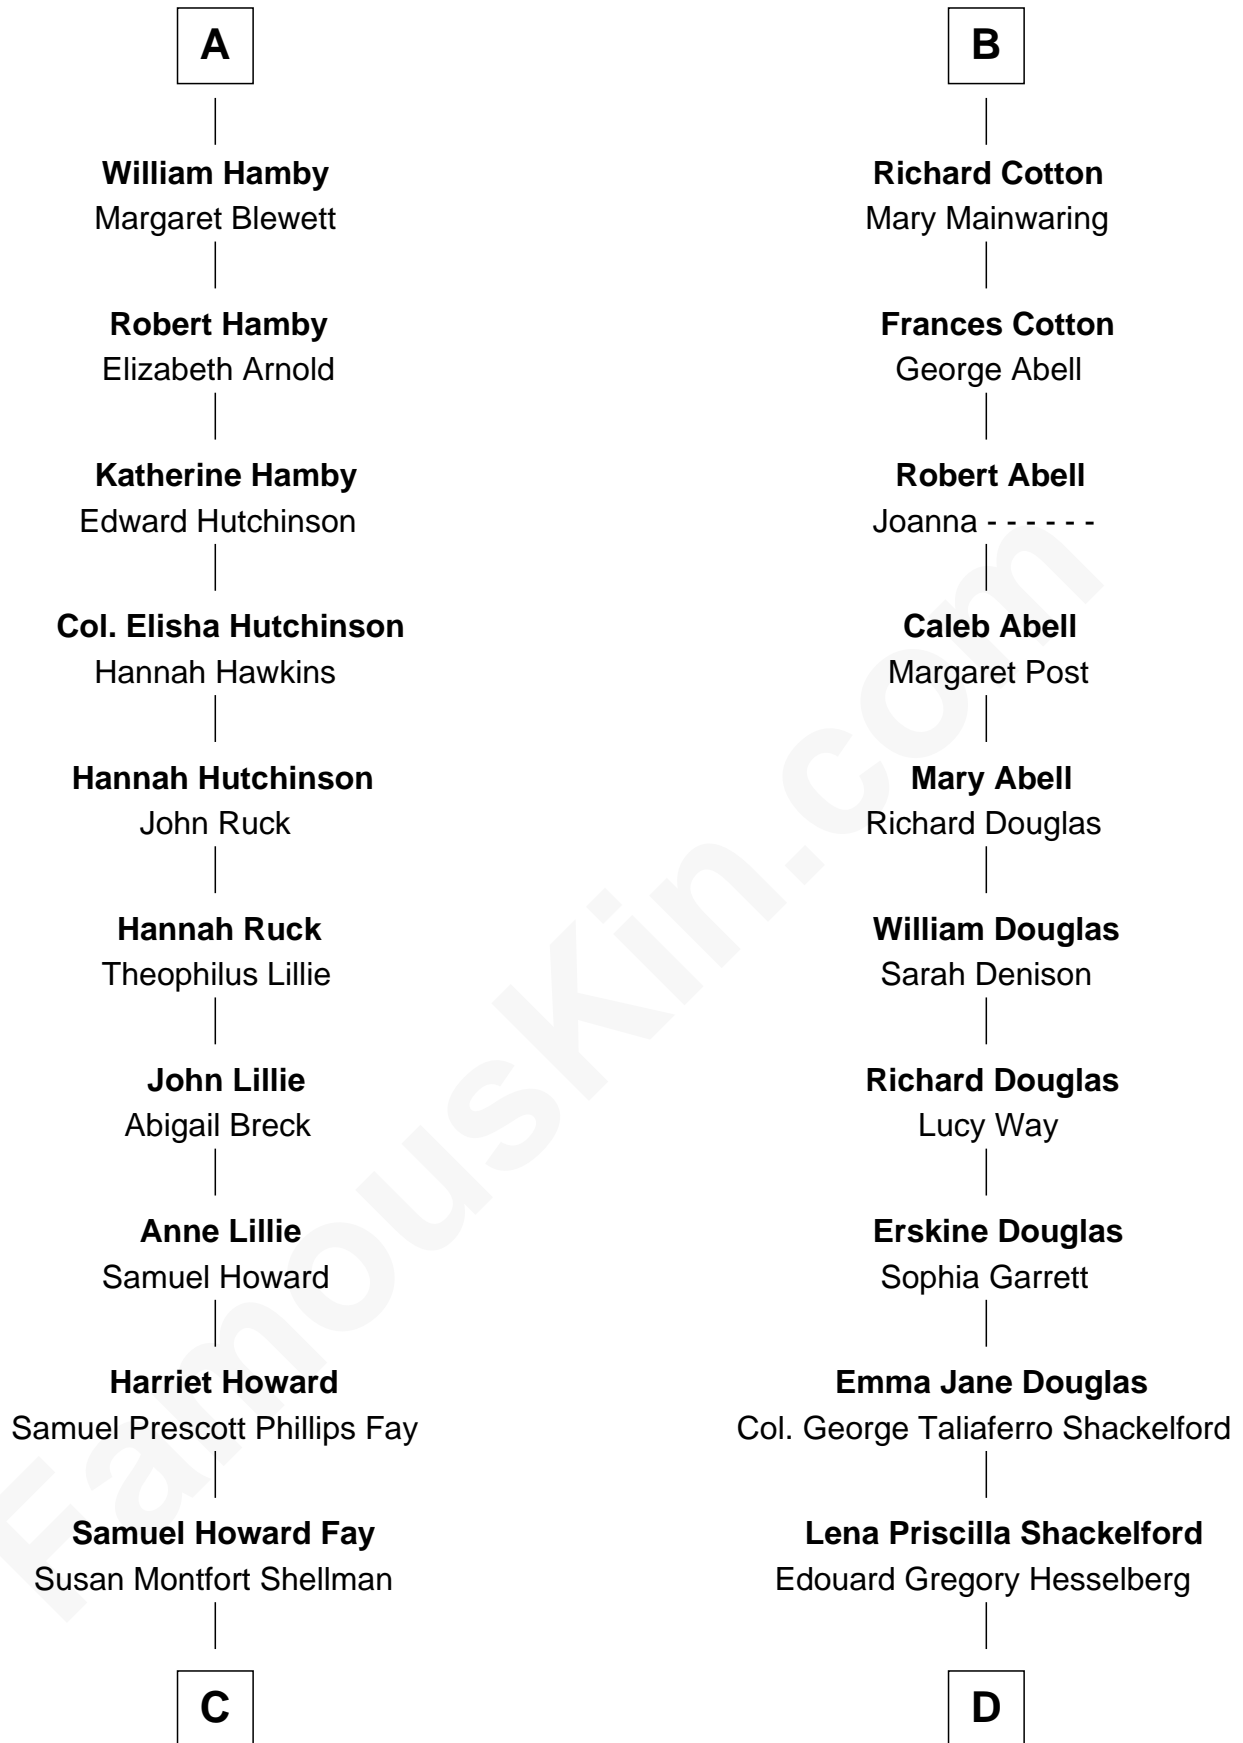 A
William Hamby
Margaret Blewett
Robert Hamby
Elizabeth Arnold
Katherine Hamby
Edward Hutchinson
Col. Elisha Hutchinson
Hannah Hawkins
Hannah Hutchinson
John Ruck
Hannah Ruck
Theophilus Lillie
John Lillie
Abigail Breck
Anne Lillie
Samuel Howard
Harriet Howard
Samuel Prescott Phillips Fay
Samuel Howard Fay
Susan Montfort Shellman
C
B
Richard Cotton
Mary Mainwaring
Frances Cotton
George Abell
Robert Abell
Joanna - - - - - -
Caleb Abell
Margaret Post
Mary Abell
Richard Douglas
William Douglas
Sarah Denison
Richard Douglas
Lucy Way
Erskine Douglas
Sophia Garrett
Emma Jane Douglas
Col. George Taliaferro Shackelford
Lena Priscilla Shackelford
Edouard Gregory Hesselberg
D
FamousKin.com